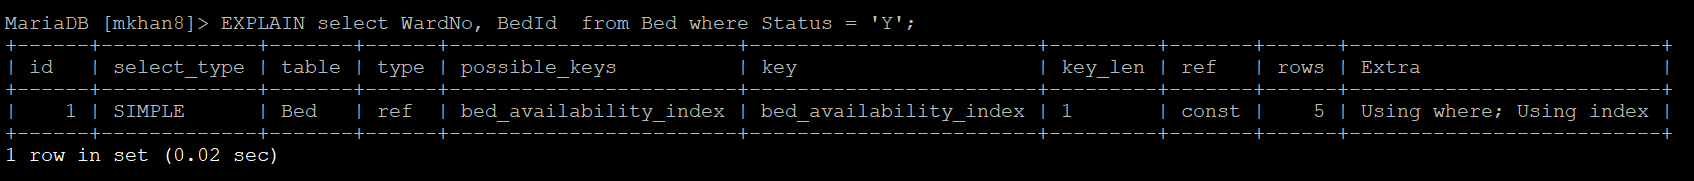 MariaDB [mkhan8]> EXPLAIN select WardNo, BedId  from Bed where Status = 'Y';
+------+-------------+-------+------+------------------------+------------------------+---------+-------+------+--------------------------+
| id   | select_type | table | type | possible_keys          | key                    | key_len | ref   | rows | Extra                    |
+------+-------------+-------+------+------------------------+------------------------+---------+-------+------+--------------------------+
|    1 | SIMPLE      | Bed   | ref  | bed_availability_index | bed_availability_index | 1       | const |    5 | Using where; Using index |
+------+-------------+-------+------+------------------------+------------------------+---------+-------+------+--------------------------+
1 row in set (0.02 sec)